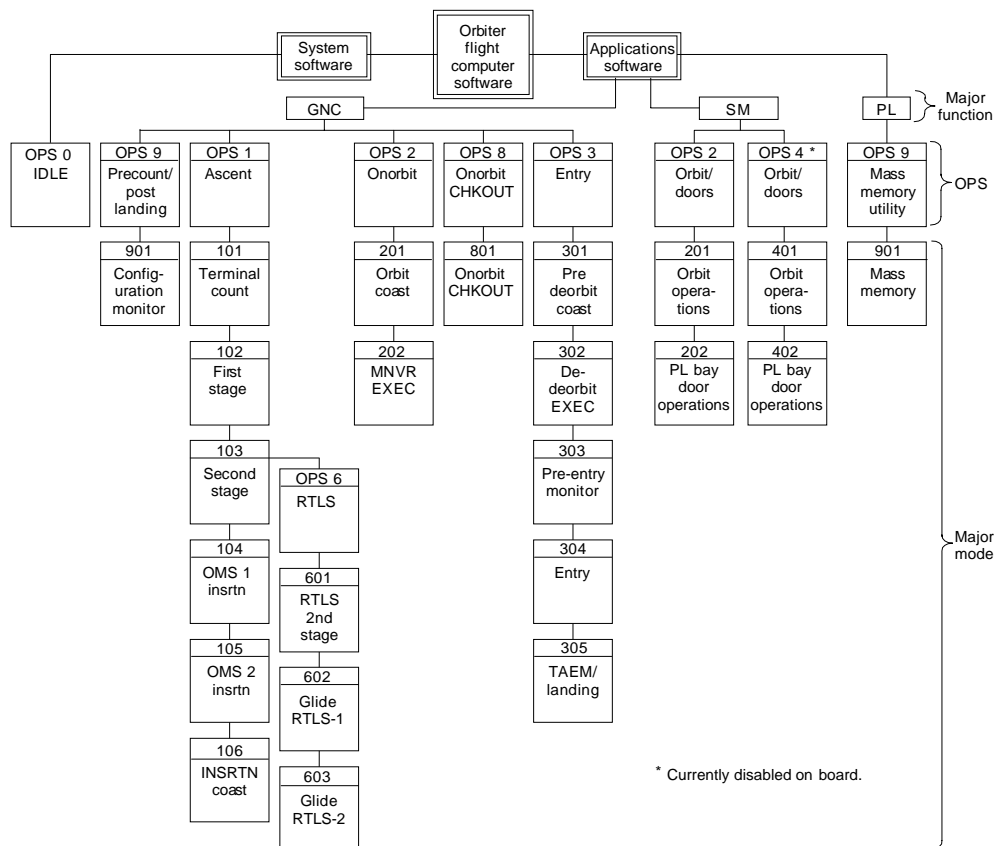 Orbiter
flight
computer
software
System
software
Applications
software
GNC
SM
PL
Major
function
OPS 0
IDLE
OPS 9
Precount/
post
landing
OPS 1
Ascent
OPS 2
Onorbit
OPS 8
Onorbit
CHKOUT
OPS 3
Entry
OPS 2
Orbit/
doors
OPS 4 *
Orbit/
doors
OPS 9
Mass
memory
utility
OPS
901
Config-
uration
monitor
101
Terminal
count
201
Orbit
coast
801
Onorbit
CHKOUT
301
Pre
deorbit
coast
201
Orbit
opera-
tions
401
Orbit
opera-
tions
901
Mass
memory
102
First
stage
202
MNVR
EXEC
302
De-
deorbit
EXEC
202
PL bay
door
operations
402
PL bay
door
operations
103
Second
stage
OPS 6
RTLS
303
Pre-entry
monitor
Major
mode
104
OMS 1
insrtn
601
RTLS
2nd
stage
304
Entry
105
OMS 2
insrtn
602
Glide
RTLS-1
305
TAEM/
landing
106
INSRTN
coast
603
Glide
RTLS-2
* Currently disabled on board.